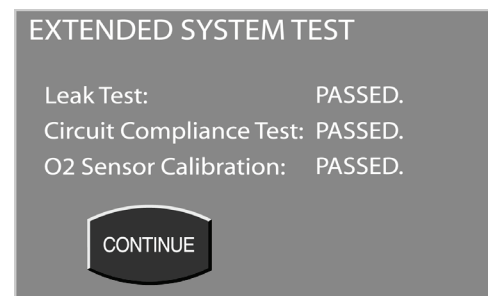 EXTENDED SYSTEM TEST
Leak Test: PASSED.
Circuit Compliance Test: PASSED.
O2 Sensor Calibration: PASSED.
CONTINUE